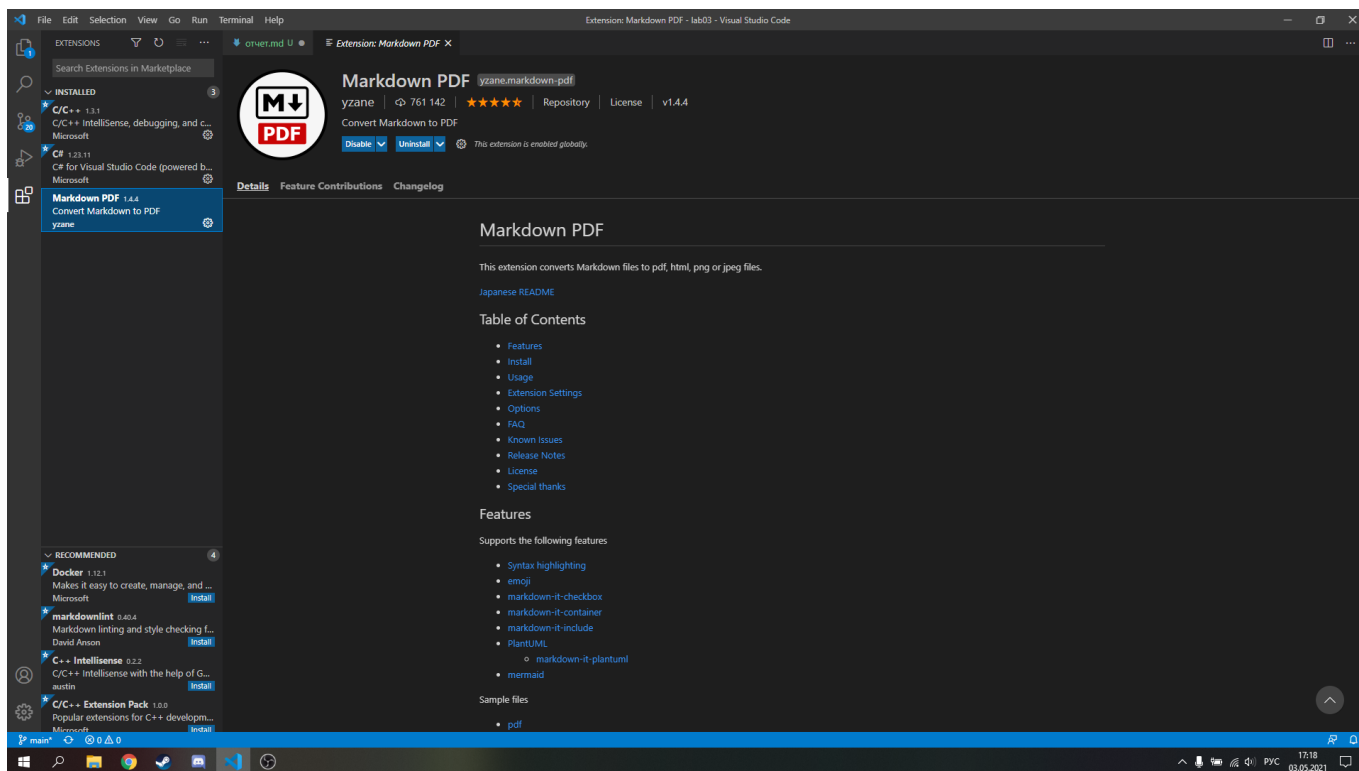 File Edit Selection View Go Run Terminal Help
Extension: Markdown PDF - lab03 - Visual Studio Code
EXTENSIONS
отчет.md U
Extension: Markdown PDF
1
20
Search Extensions in Marketplace
INSTALLED 3
C/C++ 1.3.1
C/C++ IntelliSense, debugging, and c...
Microsoft
C# 1.23.11
C# for Visual Studio Code (powered b...
Microsoft
Markdown PDF 1.4.4
Convert Markdown to PDF
yzane
RECOMMENDED 4
Docker 1.12.1
Makes it easy to create, manage, and ...
Microsoft Install
markdownlint 0.40.4
Markdown linting and style checking f...
David Anson Install
C++ Intellisense 0.2.2
C/C++ Intellisense with the help of G...
austin Install
C/C++ Extension Pack 1.0.0
Popular extensions for C++ developm...
Microsoft Install
M
PDF
Markdown PDF yzane.markdown-pdf
yzane 761 142 Repository License v1.4.4
Convert Markdown to PDF
Disable Uninstall This extension is enabled globally.
Details Feature Contributions Changelog
Markdown PDF
This extension converts Markdown files to pdf, html, png or jpeg files.
Japanese README
Table of Contents
Features
Install
Usage
Extension Settings
Options
FAQ
Known Issues
Release Notes
License
Special thanks
Features
Supports the following features
Syntax highlighting
emoji
markdown-it-checkbox
markdown-it-container
markdown-it-include
PlantUML
markdown-it-plantuml
mermaid
Sample files
pdf
main* 0 0
РУС
17:18
03.05.2021